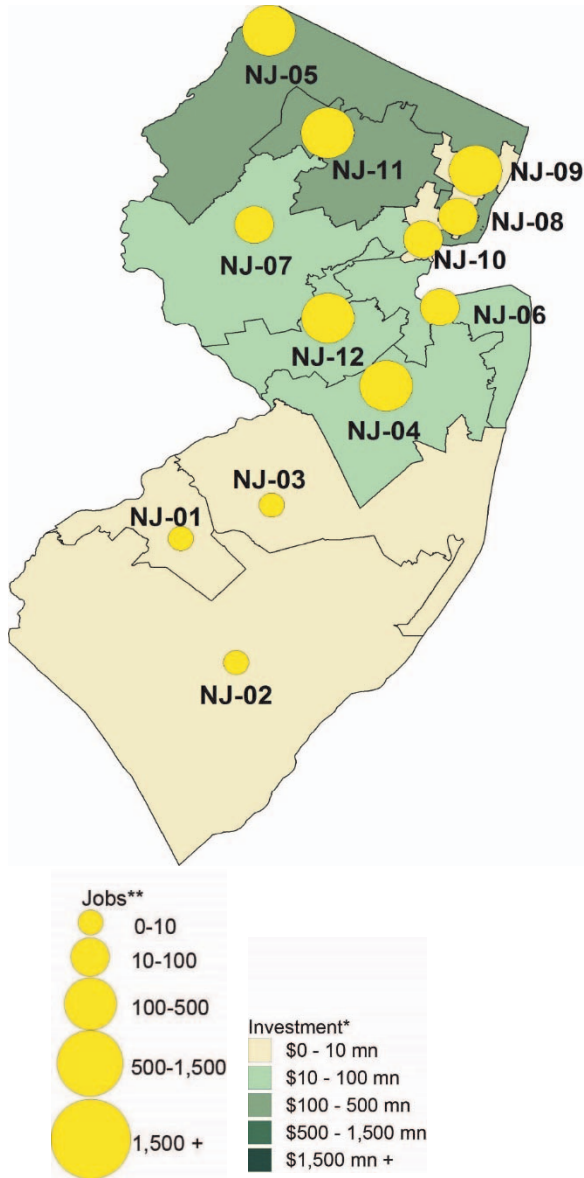 NJ-05
NJ-11
NJ-09
NJ-08
NJ-07
NJ-10
NJ-06
NJ-12
NJ-04
NJ-03
NJ-01
NJ-02
Jobs**
0-10
10-100
100-500
500-1,500
1,500 +
Investment*
$0 - 10 mn
$10 - 100 mn
$100 - 500 mn
$500 - 1,500 mn
$1,500 mn +